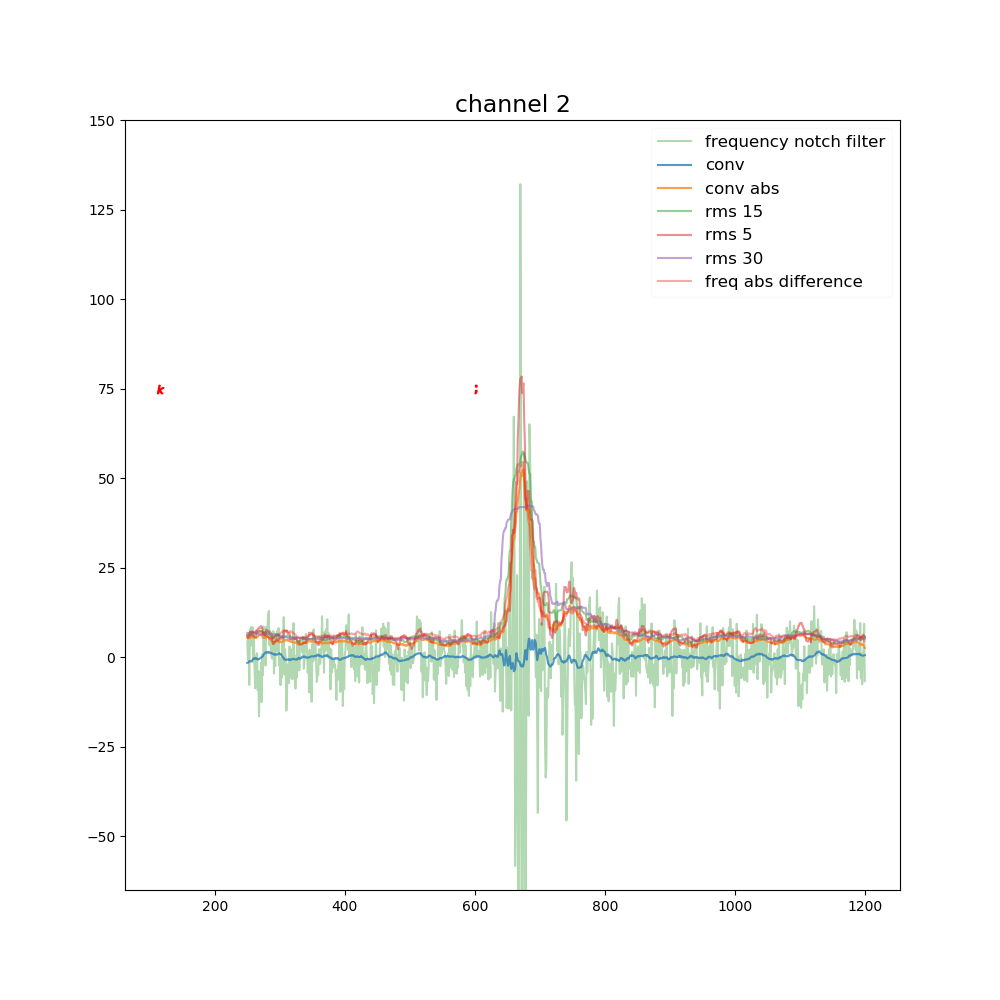 channel 2
150
frequency notch filter
conv
conv abs
rms 15
rms 5
rms 30
freq abs difference
125
100
75
k
;
50
25
0
−25
−50
200 400 600 800 1000 1200